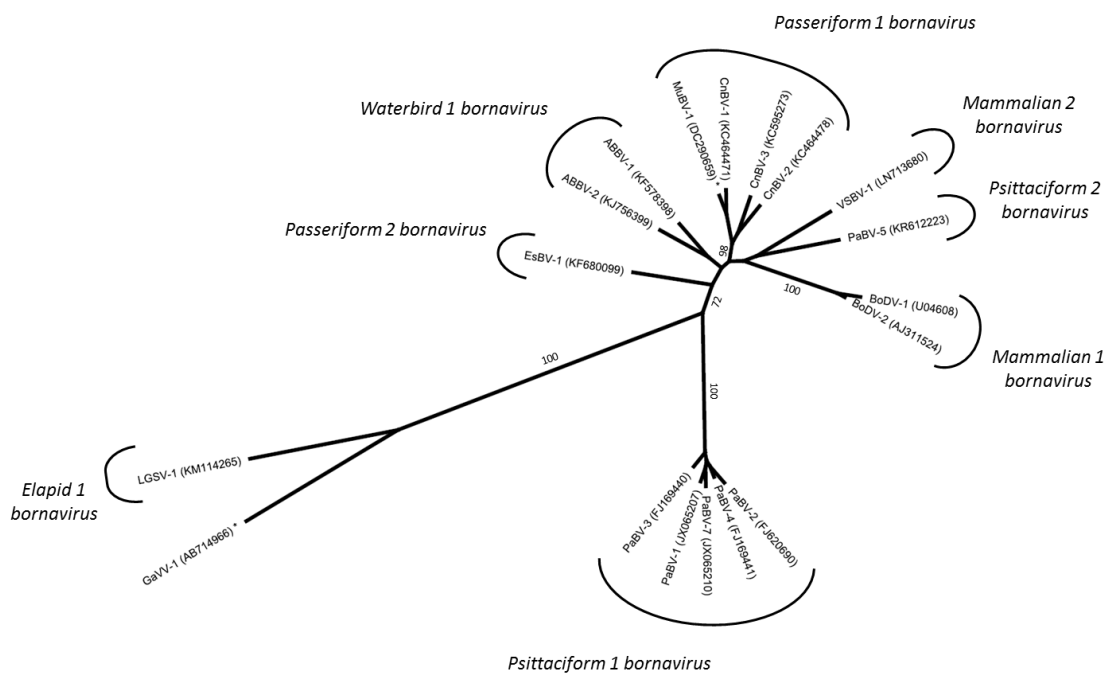 Passeriform 1 bornavirus
Waterbird 1 bornavirus
Mammalian 2
bornavirus
Psittaciform 2
bornavirus
Passeriform 2 bornavirus
Mammalian 1
bornavirus
Elapid 1
bornavirus
Psittaciform 1 bornavirus
MuBV-1 (DC290659) *
CnBV-1 (KC464471)
CnBV-3 (KC595273)
CnBV-2 (KC464478)
ABBV-1 (KF578398)
ABBV-2 (KJ756399)
VSBV-1 (LN713680)
PaBV-5 (KR612223)
EsBV-1 (KF680099)
BoDV-1 (U04608)
BoDV-2 (AJ311524)
98
100
72
100
100
LGSV-1 (KM114265)
GaVV-1 (AB714966) *
PaBV-3 (FJ169440)
PaBV-1 (JX065207)
PaBV-7 (JX065210)
PaBV-4 (FJ169441)
PaBV-2 (FJ620690)